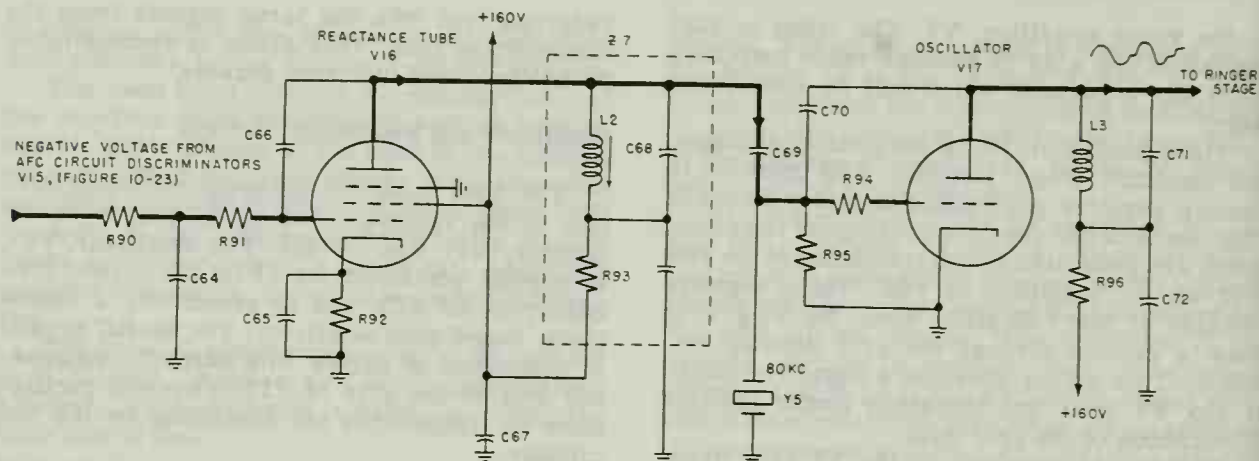 +160V
REACTANCE TUBE
V16
Z7
OSCILLATOR
V17
TO RINGER
STAGE
C66
C70
L2
C68
C69
L3
C71
NEGATIVE VOLTAGE FROM
AFC CIRCUIT DISCRIMINATORS
V15, (FIGURE 10-23)
R94
R90
R91
R95
C64
R93
R96
C65
R92
C72
80KC
Y5
C67
+160V